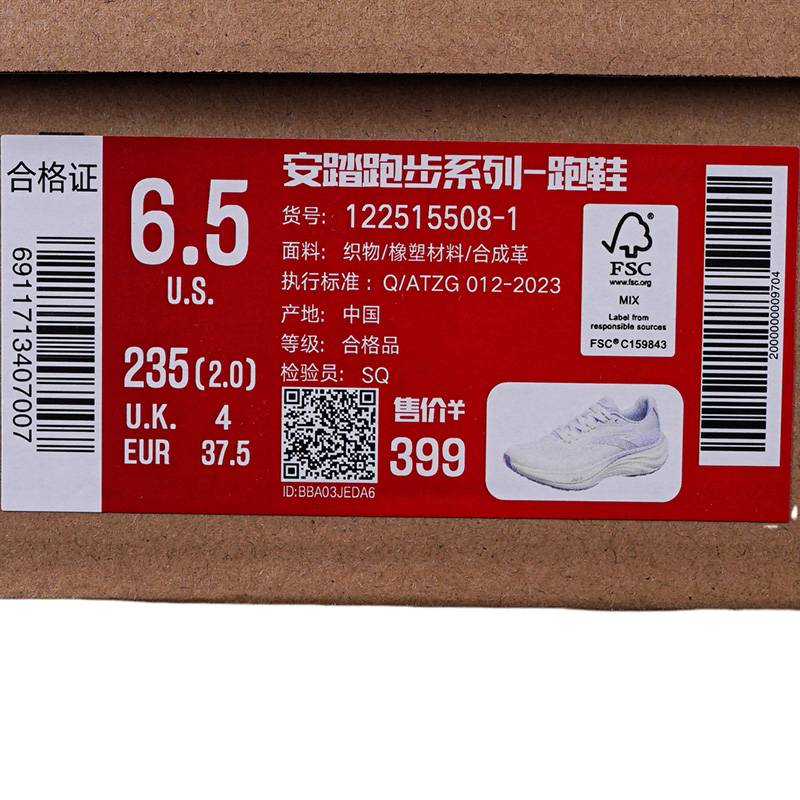 合格证
6911713407007
6.5
U.S.
235(2.0)
U.K. 4
EUR 37.5
安踏跑步系列-跑鞋
货号: 122515508-1
面料: 织物/橡塑材料/合成革
执行标准: Q/ATZG 012-2023
产地: 中国
等级: 合格品
检验员: SQ
ID:BBA03JEDA6
售价¥
399
FSC
www.fsc.org
MIX
Label from
responsible sources
FSC® C159843
2000000009704